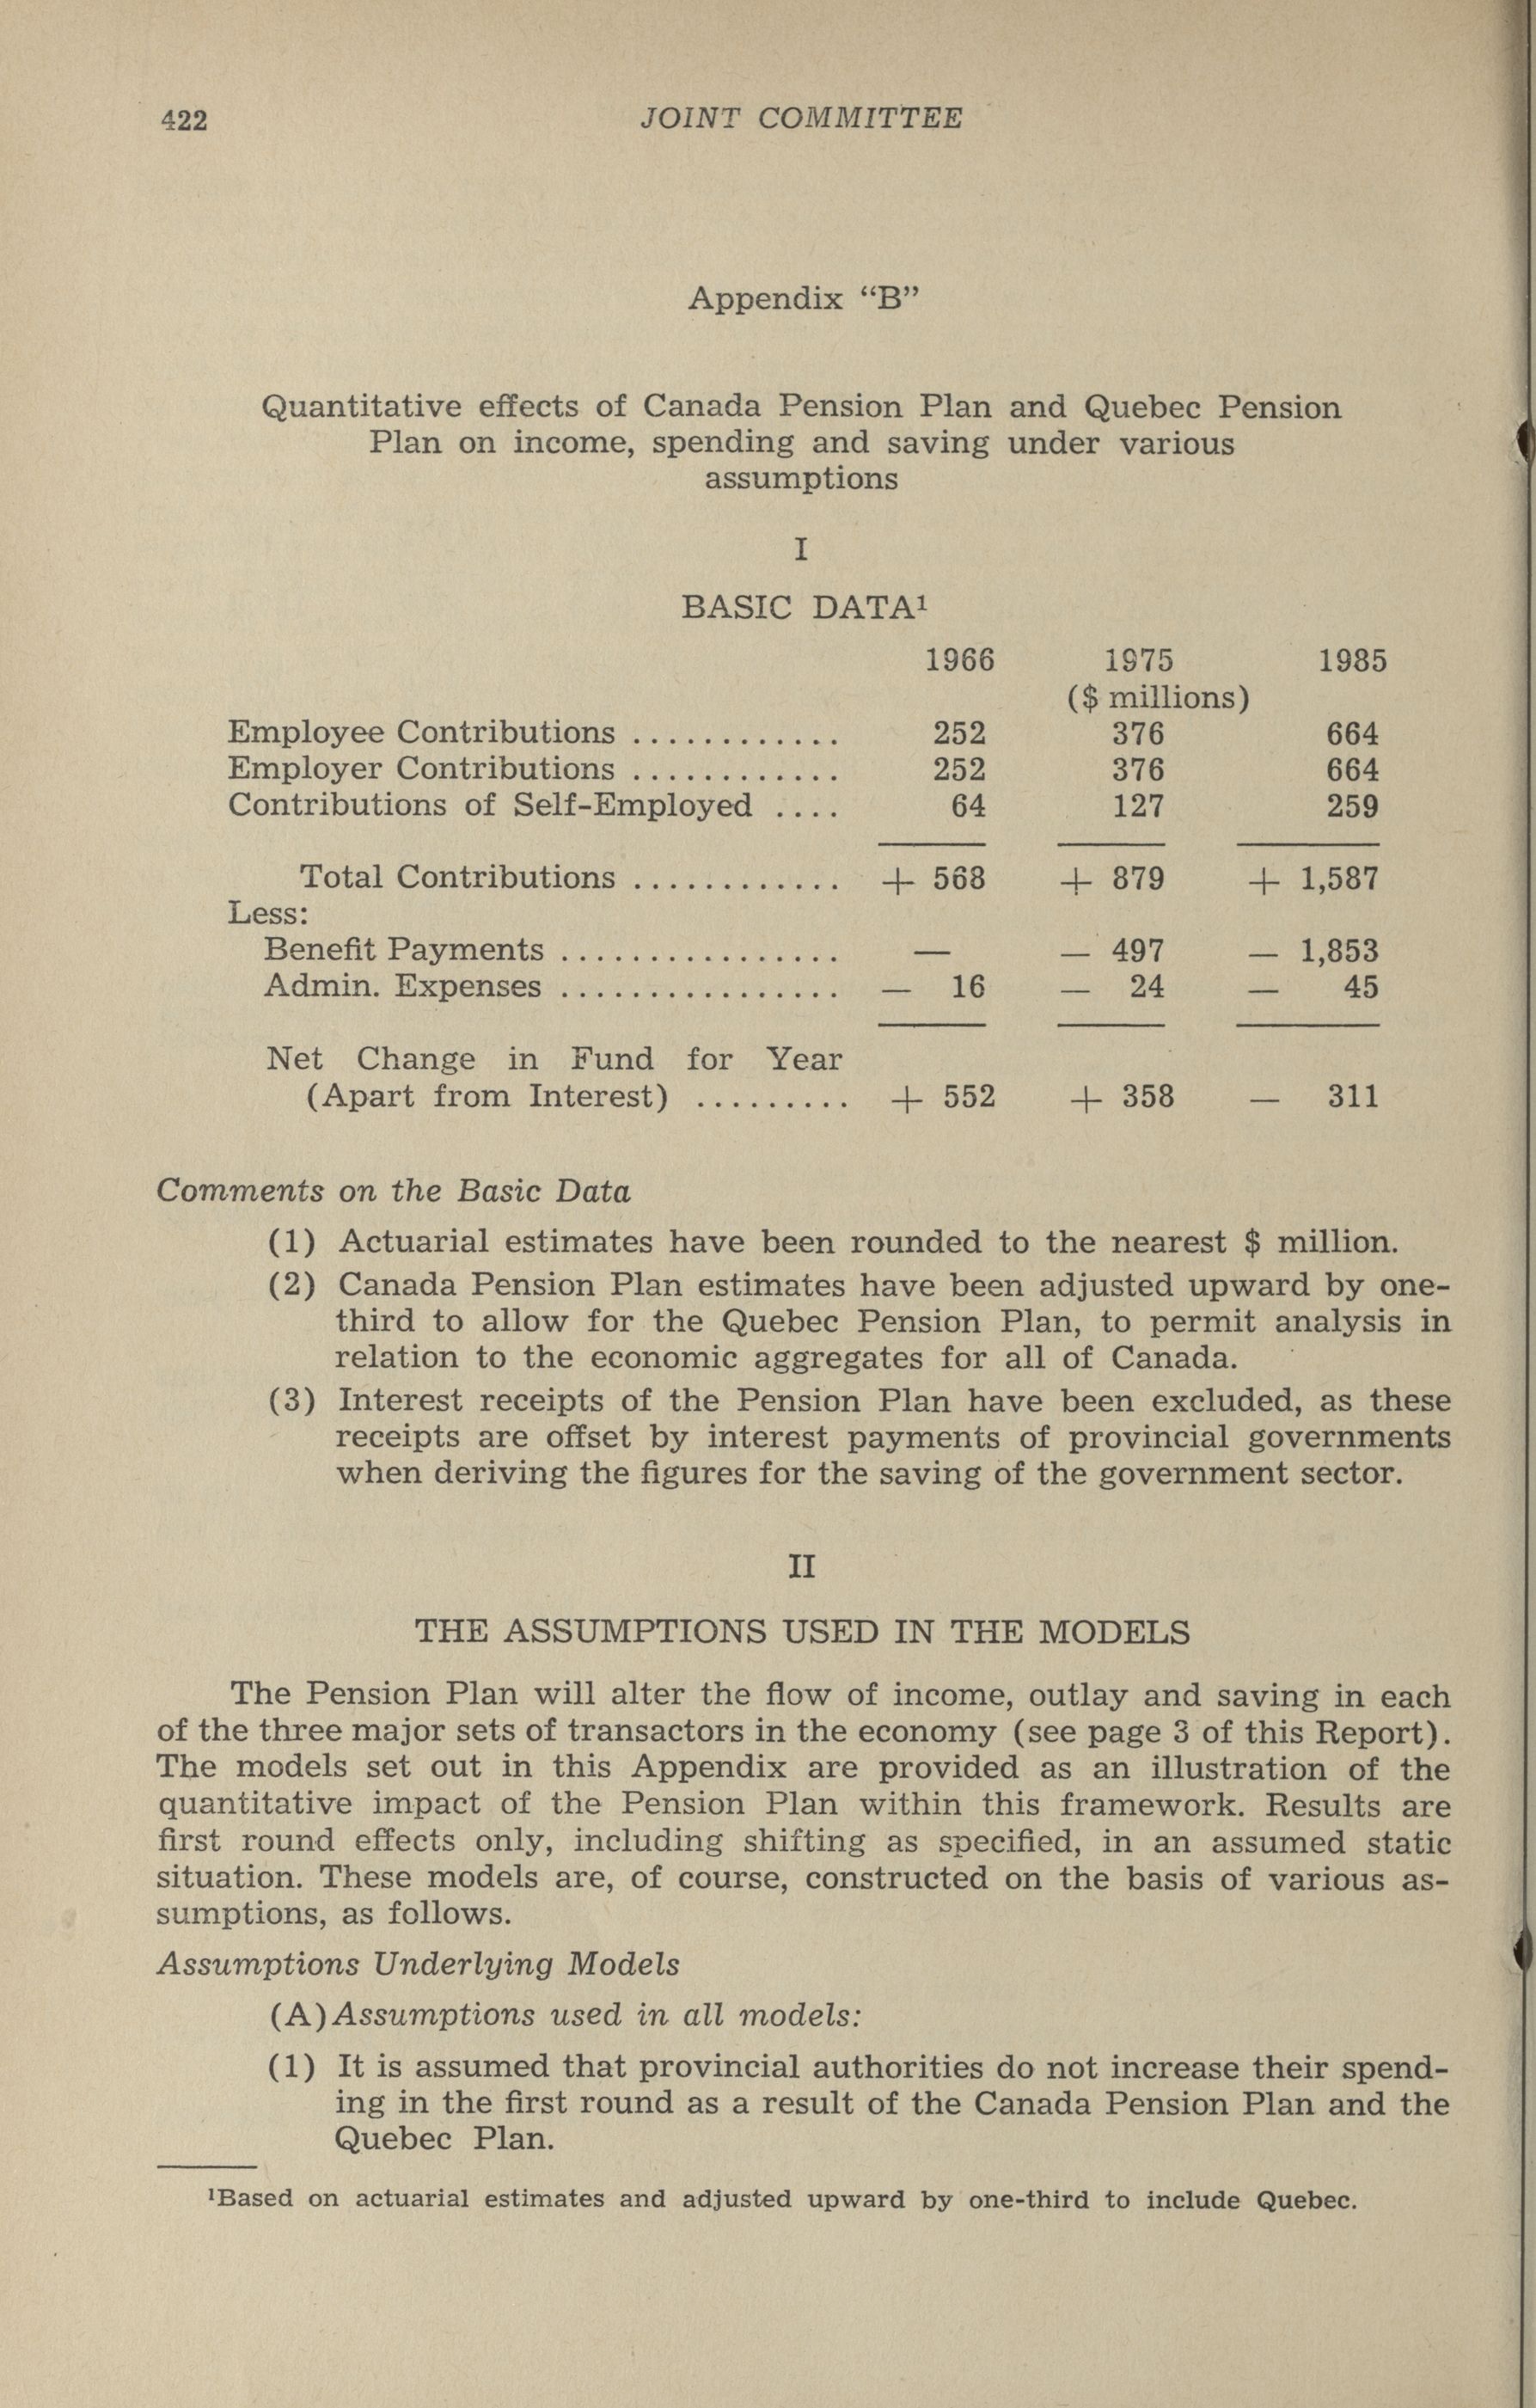 422
JOINT COMMITTEE
Appendix “B”
Quantitative effects of Canada Pension Plan and Quebec Pension
Plan on income, spending and saving under various
assumptions
I
BASIC DATA¹
1966 1975 1985
($ millions)
Employee Contributions ............ 252 376 664
Employer Contributions ............ 252 376 664
Contributions of Self-Employed .... 64 127 259
Total Contributions ............ + 568 + 879 + 1,587
Less:
Benefit Payments ................ — — 497 — 1,853
Admin. Expenses ................ — 16 — 24 — 45
Net Change in Fund for Year
(Apart from Interest) ......... + 552 + 358 — 311
Comments on the Basic Data
(1) Actuarial estimates have been rounded to the nearest $ million.
(2) Canada Pension Plan estimates have been adjusted upward by one-
third to allow for the Quebec Pension Plan, to permit analysis in
relation to the economic aggregates for all of Canada.
(3) Interest receipts of the Pension Plan have been excluded, as these
receipts are offset by interest payments of provincial governments
when deriving the figures for the saving of the government sector.
II
THE ASSUMPTIONS USED IN THE MODELS
The Pension Plan will alter the flow of income, outlay and saving in each
of the three major sets of transactors in the economy (see page 3 of this Report).
The models set out in this Appendix are provided as an illustration of the
quantitative impact of the Pension Plan within this framework. Results are
first round effects only, including shifting as specified, in an assumed static
situation. These models are, of course, constructed on the basis of various as-
sumptions, as follows.
Assumptions Underlying Models
(A) Assumptions used in all models:
(1) It is assumed that provincial authorities do not increase their spend-
ing in the first round as a result of the Canada Pension Plan and the
Quebec Plan.
¹Based on actuarial estimates and adjusted upward by one-third to include Quebec.